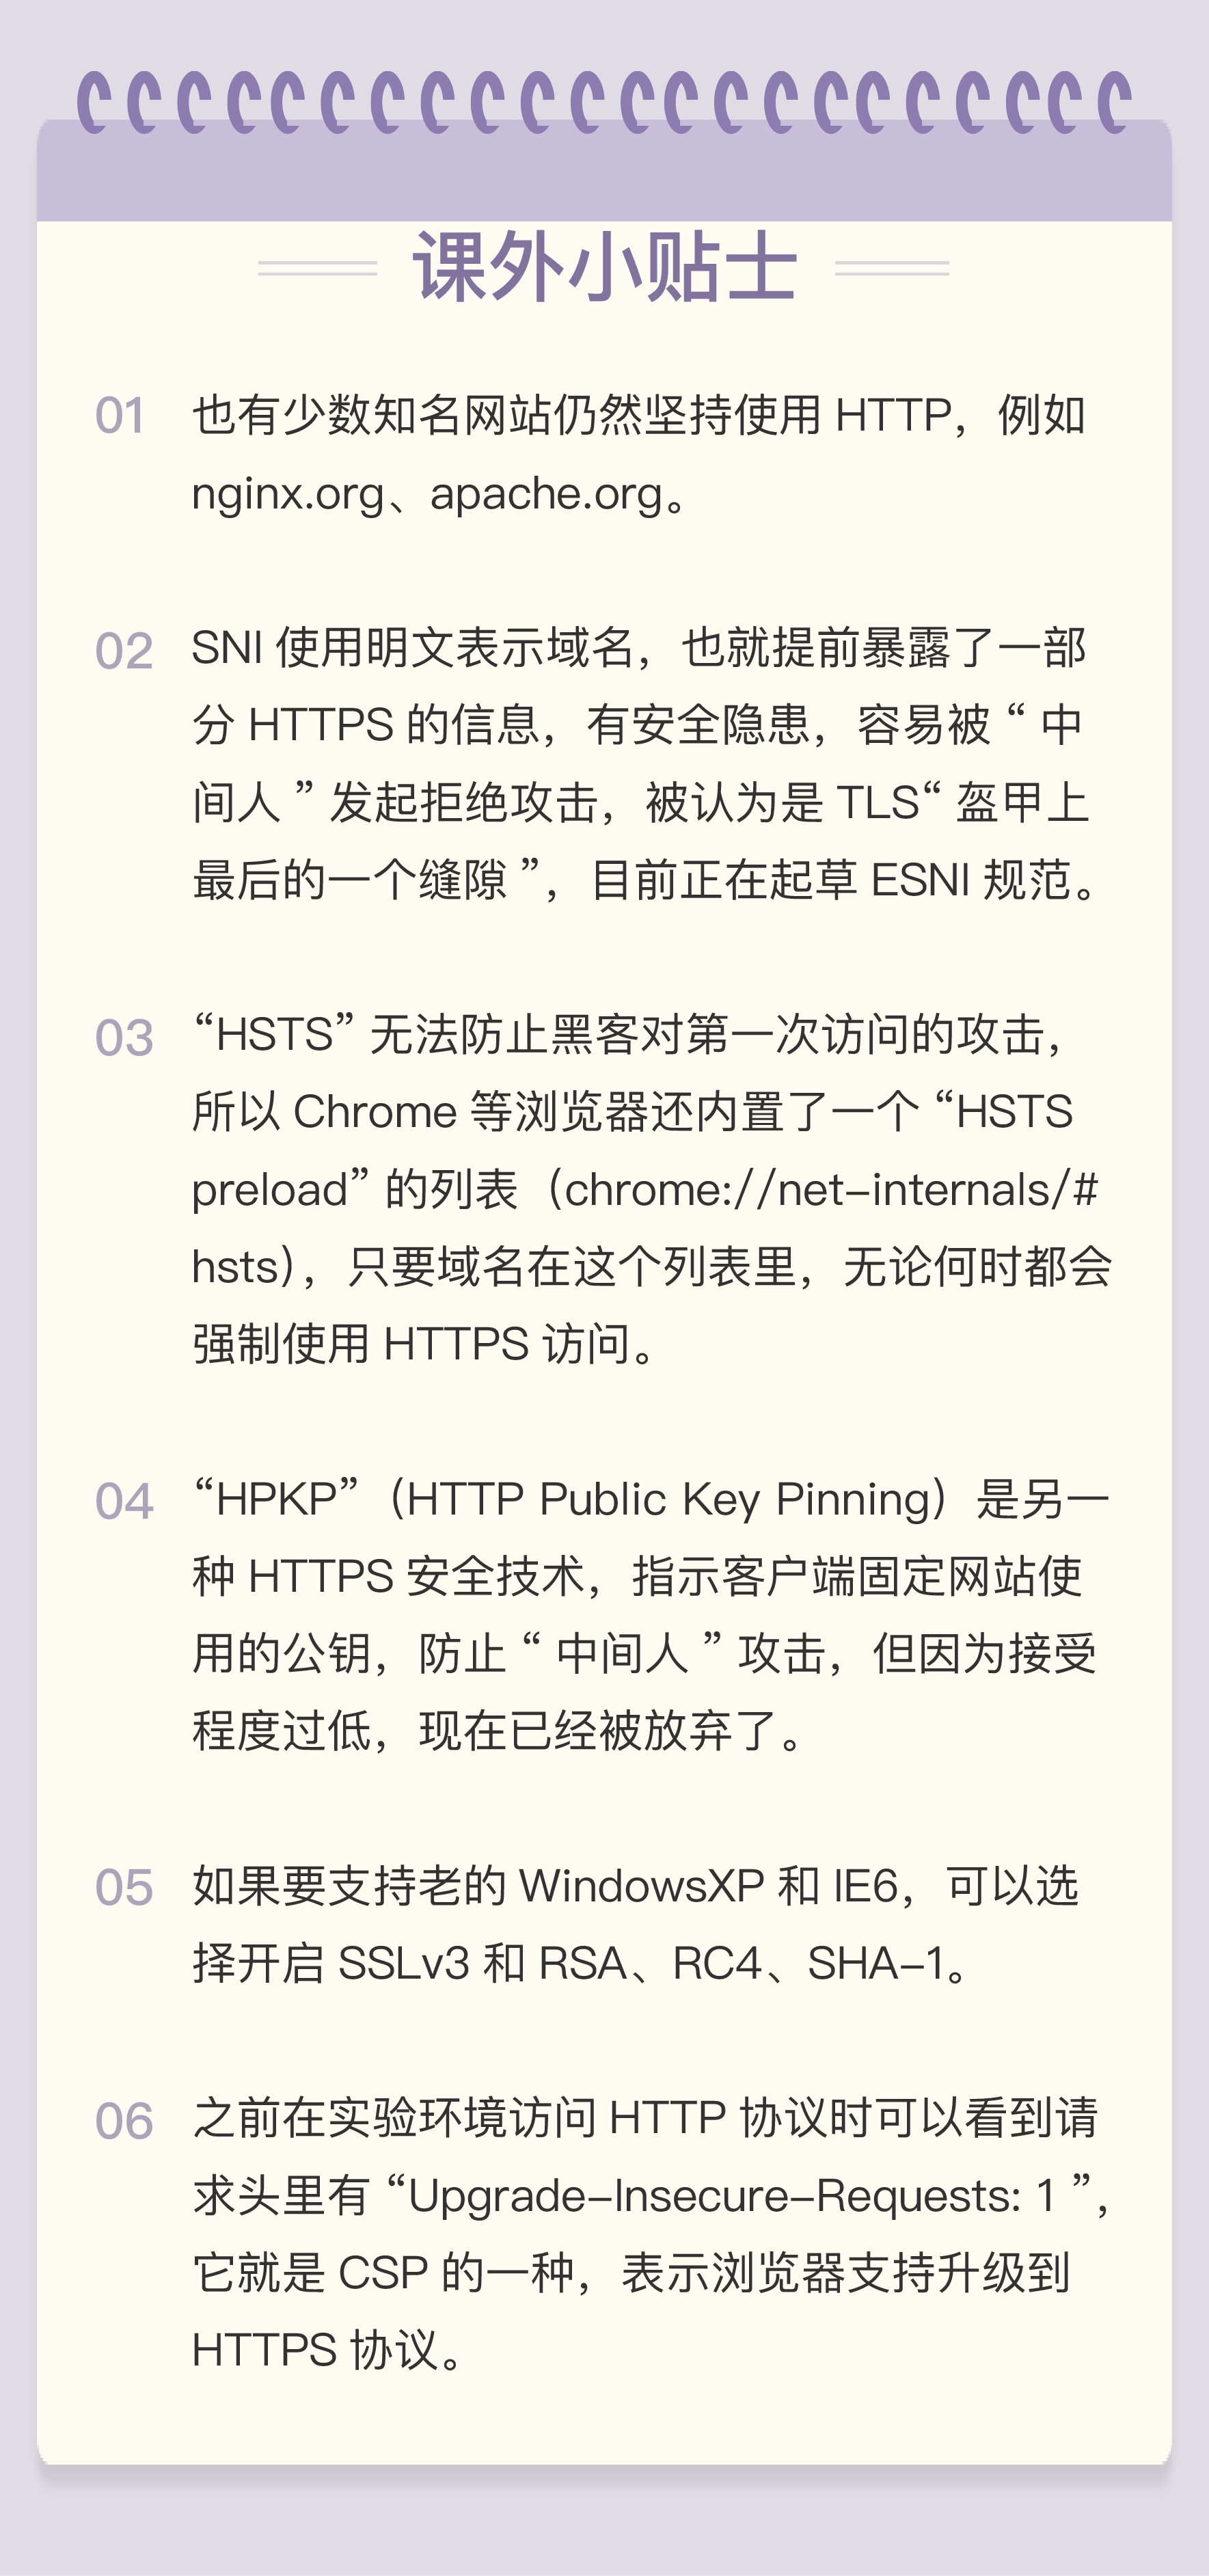 课外小贴士
01 也有少数知名网站仍然坚持使用 HTTP，例如
nginx.org、apache.org。
02 SNI 使用明文表示域名，也就提前暴露了一部
分 HTTPS 的信息，有安全隐患，容易被 “ 中
间人 ” 发起拒绝攻击，被认为是 TLS“ 盔甲上
最后的一个缝隙 ”，目前正在起草 ESNI 规范。
03 “HSTS” 无法防止黑客对第一次访问的攻击，
所以 Chrome 等浏览器还内置了一个 “HSTS
preload” 的列表（chrome://net-internals/#
hsts），只要域名在这个列表里，无论何时都会
强制使用 HTTPS 访问。
04 “HPKP”（HTTP Public Key Pinning）是另一
种 HTTPS 安全技术，指示客户端固定网站使
用的公钥，防止 “ 中间人 ” 攻击，但因为接受
程度过低，现在已经被放弃了。
05 如果要支持老的 WindowsXP 和 IE6，可以选
择开启 SSLv3 和 RSA、RC4、SHA-1。
06 之前在实验环境访问 HTTP 协议时可以看到请
求头里有 “Upgrade-Insecure-Requests: 1 ”，
它就是 CSP 的一种，表示浏览器支持升级到
HTTPS 协议。